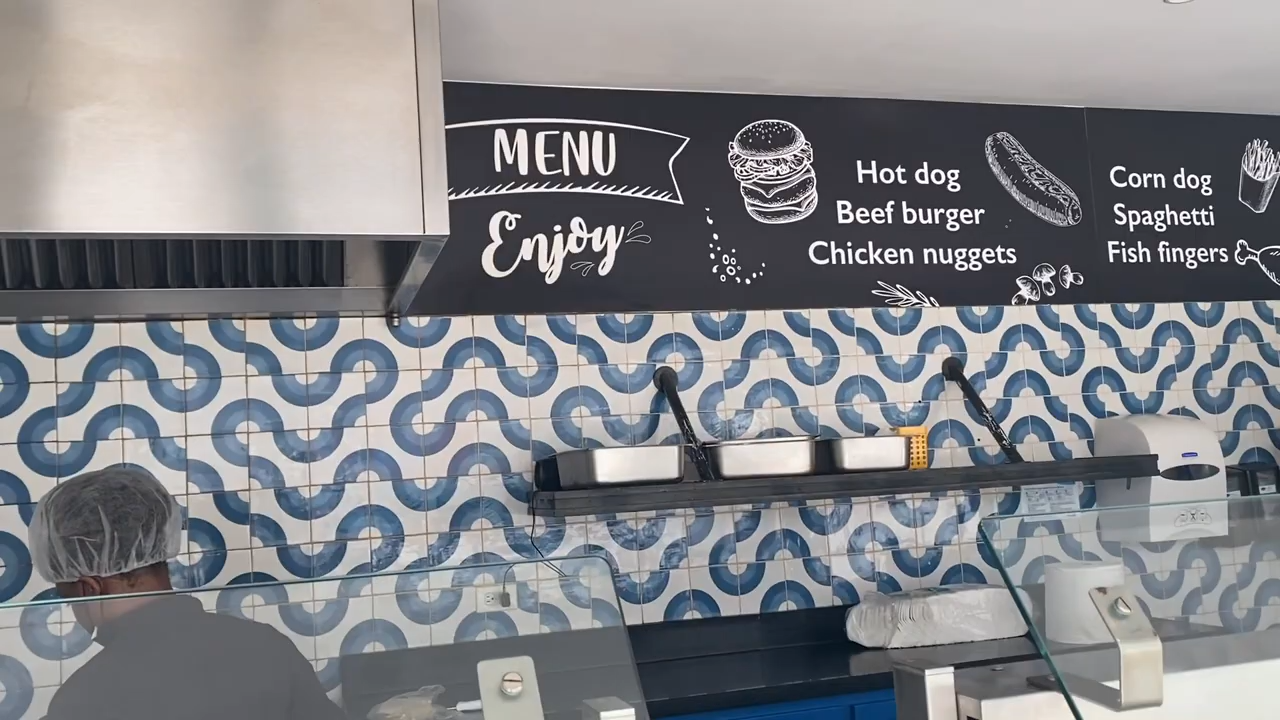 MENU
Enjoy
Hot dog
Beef burger
Chicken nuggets
Corn dog
Spaghetti
Fish fingers